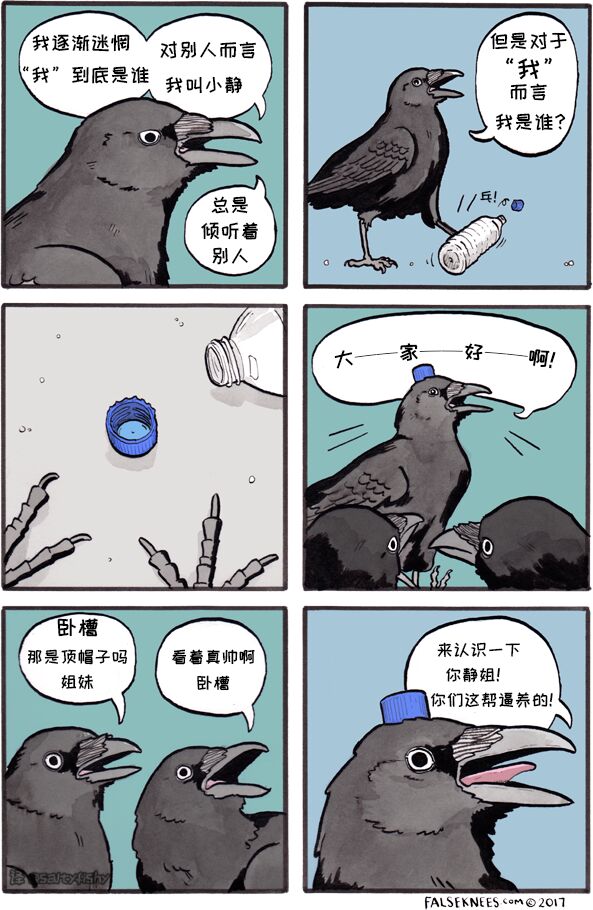 我逐渐迷惘
“我”到底是谁
对别人而言
我叫小静
总是
倾听着
别人
但是对于
“我”
而言
我是谁?
乓!
大——家——好——啊!
卧槽
那是顶帽子吗
姐妹
看着真帅啊
卧槽
来认识一下
你静姐!
你们这帮逼养的!
译@saltyfishy
FALSEKNEES.COM © 2017